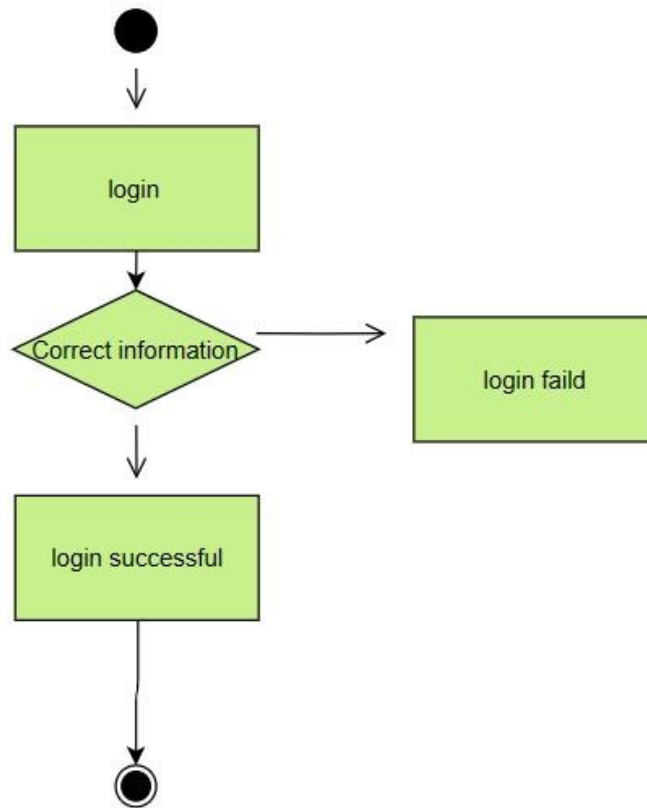 login
Correct information
login faild
login successful